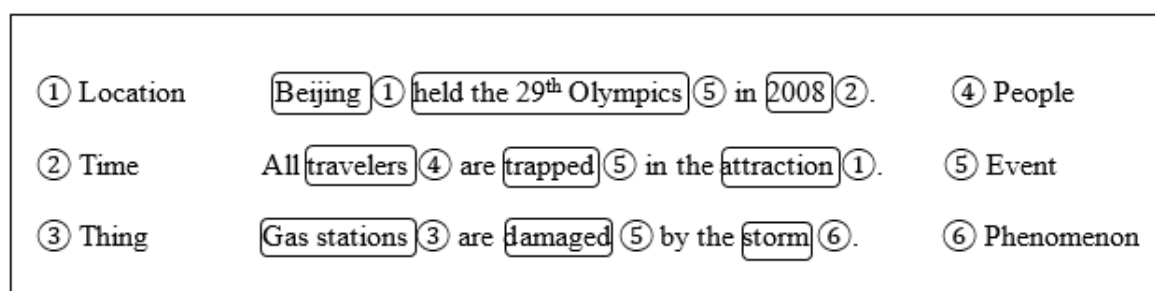 ① Location Beijing ① held the 29th Olympics ⑤ in 2008 ②. ④ People
② Time All travelers ④ are trapped ⑤ in the attraction ①. ⑤ Event
③ Thing Gas stations ③ are damaged ⑤ by the storm ⑥. ⑥ Phenomenon